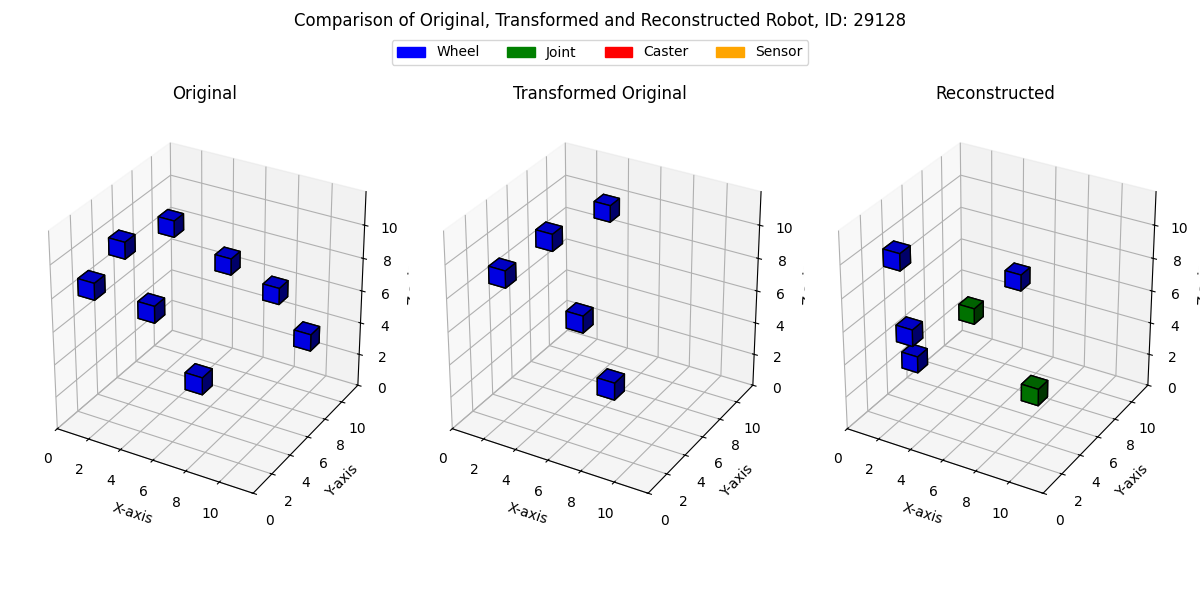 Comparison of Original, Transformed and Reconstructed Robot, ID: 29128
Wheel Joint Caster Sensor
Original Transformed Original Reconstructed
10 10 10
8 8 8
6 6 6
4 4 4
2 2 2
0 0 0
0 2 4 6 8 10
X-axis
0 2 4 6 8 10
Y-axis
0 2 4 6 8 10
X-axis
0 2 4 6 8 10
Y-axis
0 2 4 6 8 10
X-axis
0 2 4 6 8 10
Y-axis